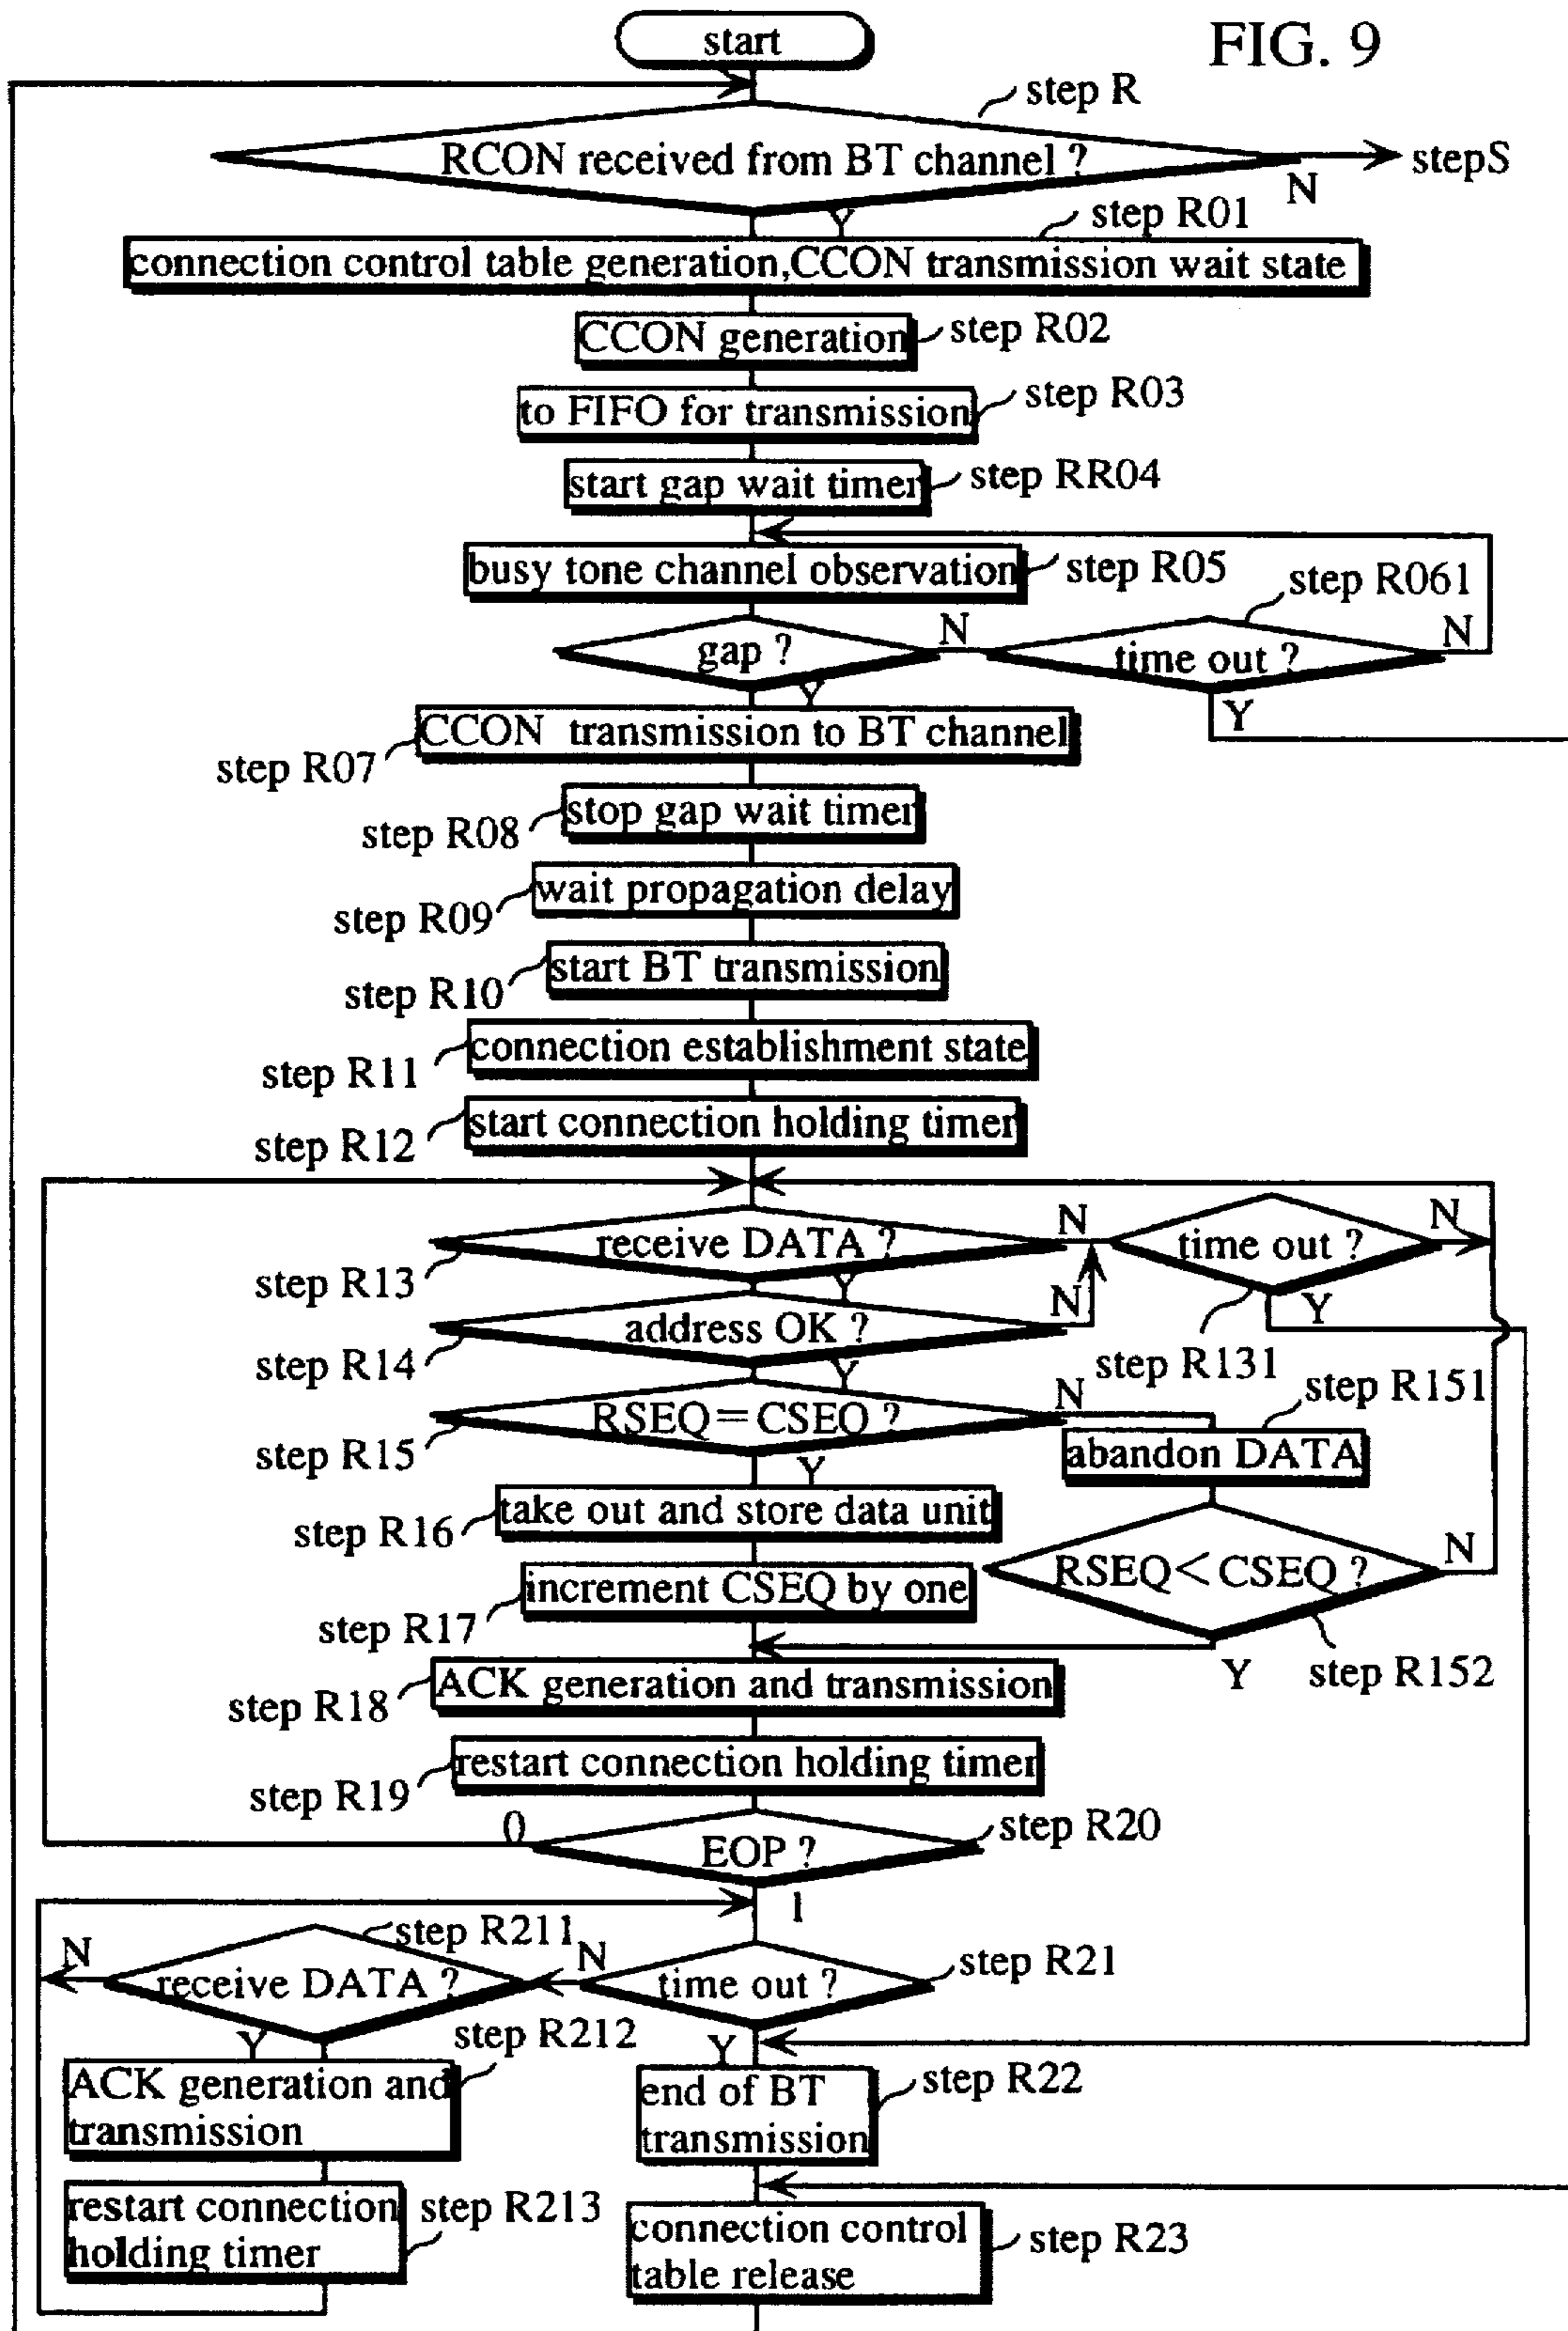 FIG. 9
start
step R
RCON received from BT channel ?
stepS
N
Y
step R01
connection control table generation,CCON transmission wait state
CCON generation
step R02
to FIFO for transmission
step R03
start gap wait timer
step RR04
busy tone channel observation
step R05
step R061
gap ?
N
time out ?
N
Y
Y
CCON transmission to BT channel
step R07
stop gap wait timer
step R08
wait propagation delay
step R09
start BT transmission
step R10
connection establishment state
step R11
start connection holding timer
step R12
receive DATA ?
N
time out ?
N
step R13
Y
Y
address OK ?
N
step R14
Y
step R131
step R151
RSEQ=CSEQ ?
N
step R15
Y
abandon DATA
take out and store data unit
step R16
RSEQ<CSEQ ?
N
increment CSEQ by one
step R17
Y
step R152
ACK generation and transmission
step R18
restart connection holding timer
step R19
0
EOP ?
step R20
1
step R211
N
receive DATA ?
N
time out ?
step R21
Y
step R212
Y
ACK generation and
transmission
end of BT
transmission
step R22
restart connection
holding timer
step R213
connection control
table release
step R23